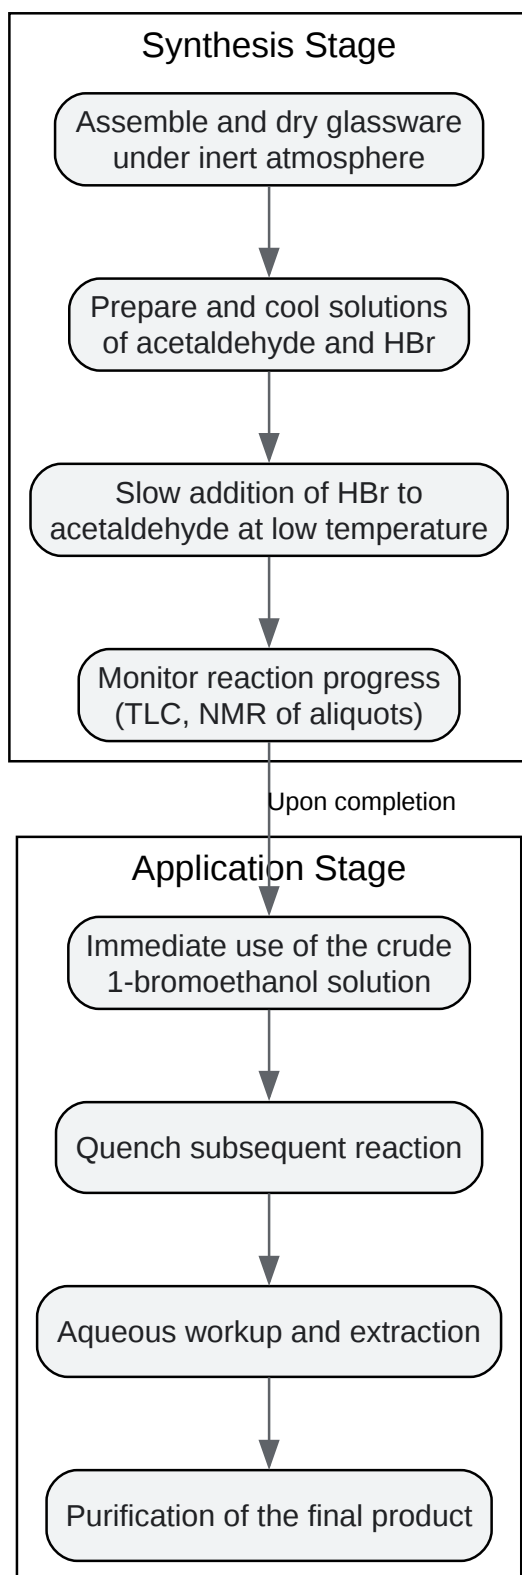 Synthesis Stage
Assemble and dry glassware
under inert atmosphere
Prepare and cool solutions
of acetaldehyde and HBr
Slow addition of HBr to
acetaldehyde at low temperature
Monitor reaction progress
(TLC, NMR of aliquots)
Upon completion
Application Stage
Immediate use of the crude
1-bromoethanol solution
Quench subsequent reaction
Aqueous workup and extraction
Purification of the final product